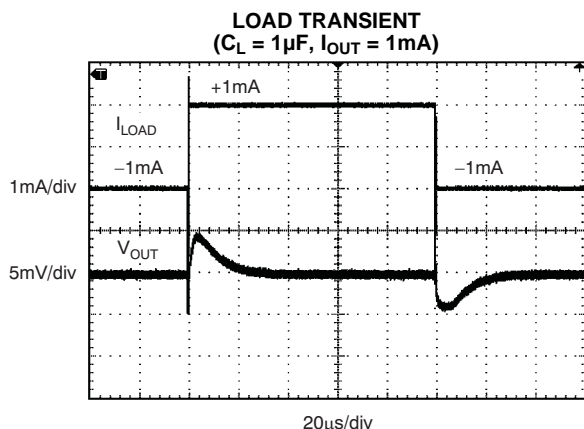 LOAD TRANSIENT
(CL = 1µF, IOUT = 1mA)
T
+1mA
ILOAD
−1mA
−1mA
1mA/div
VOUT
5mV/div
20µs/div